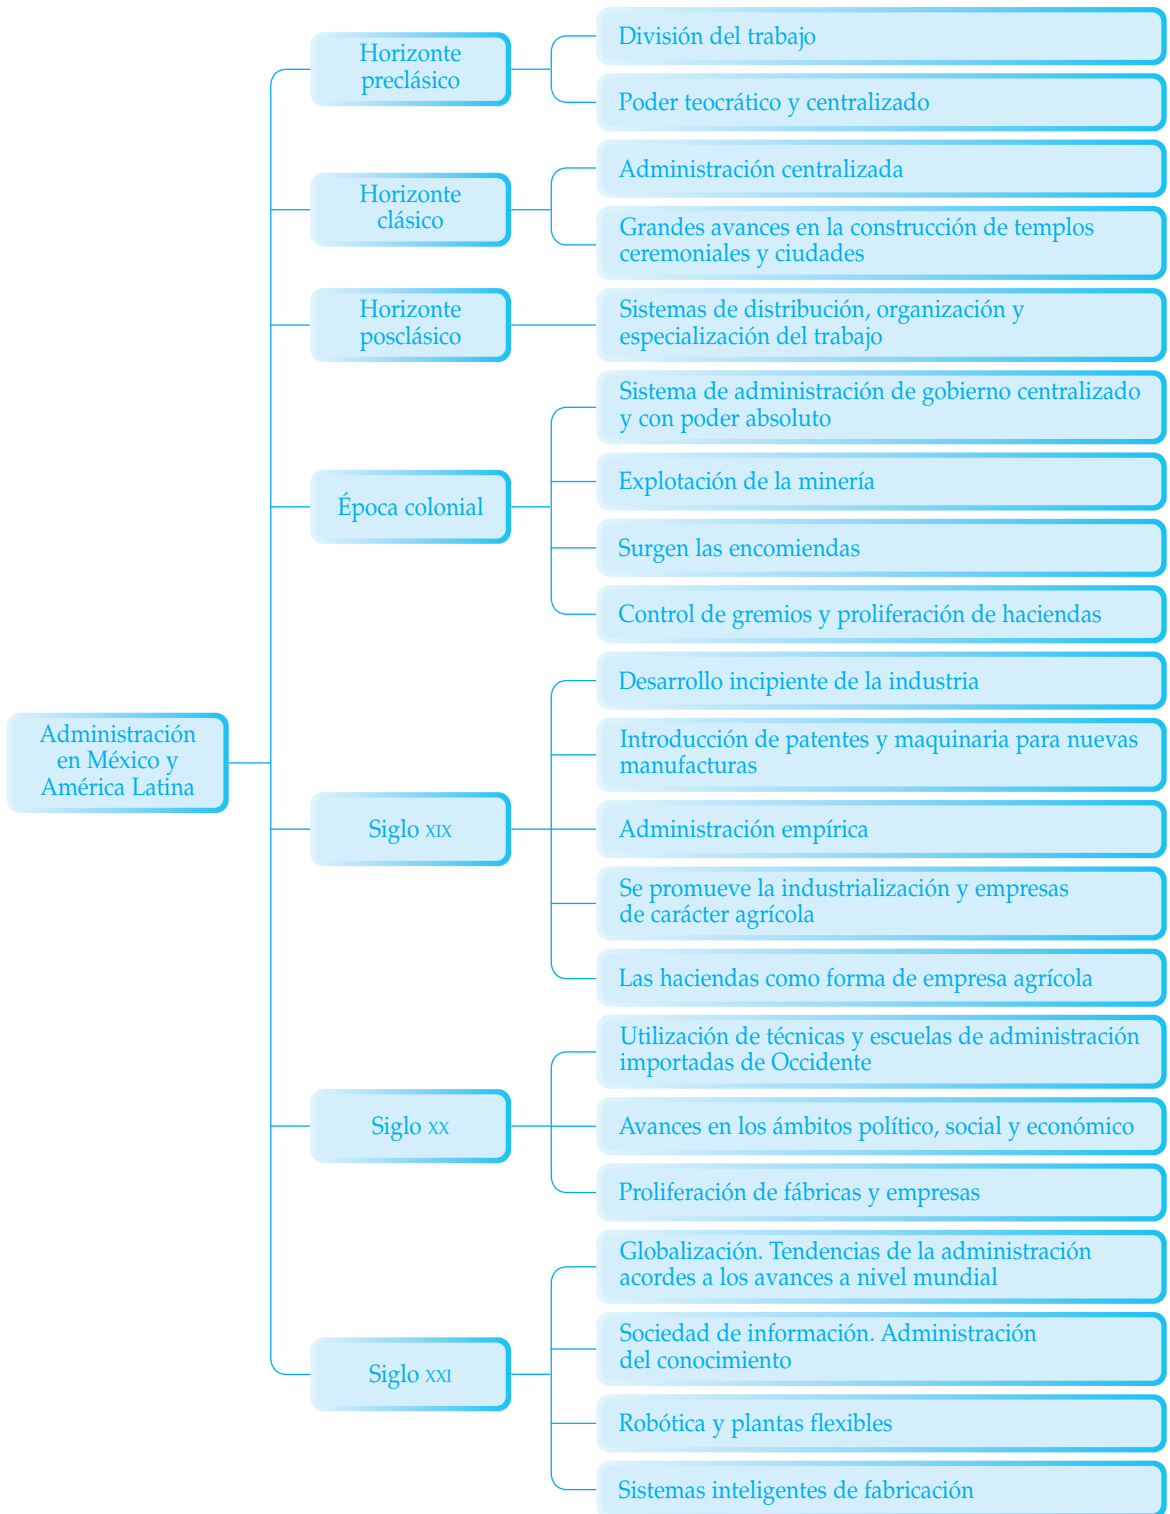 Administración
en México y
América Latina
Horizonte
preclásico
División del trabajo
Poder teocrático y centralizado
Horizonte
clásico
Administración centralizada
Grandes avances en la construcción de templos
ceremoniales y ciudades
Horizonte
posclásico
Sistemas de distribución, organización y
especialización del trabajo
Época colonial
Sistema de administración de gobierno centralizado
y con poder absoluto
Explotación de la minería
Surgen las encomiendas
Control de gremios y proliferación de haciendas
Siglo XIX
Desarrollo incipiente de la industria
Introducción de patentes y maquinaria para nuevas
manufacturas
Administración empírica
Se promueve la industrialización y empresas
de carácter agrícola
Las haciendas como forma de empresa agrícola
Siglo XX
Utilización de técnicas y escuelas de administración
importadas de Occidente
Avances en los ámbitos político, social y económico
Proliferación de fábricas y empresas
Siglo XXI
Globalización. Tendencias de la administración
acordes a los avances a nivel mundial
Sociedad de información. Administración
del conocimiento
Robótica y plantas flexibles
Sistemas inteligentes de fabricación